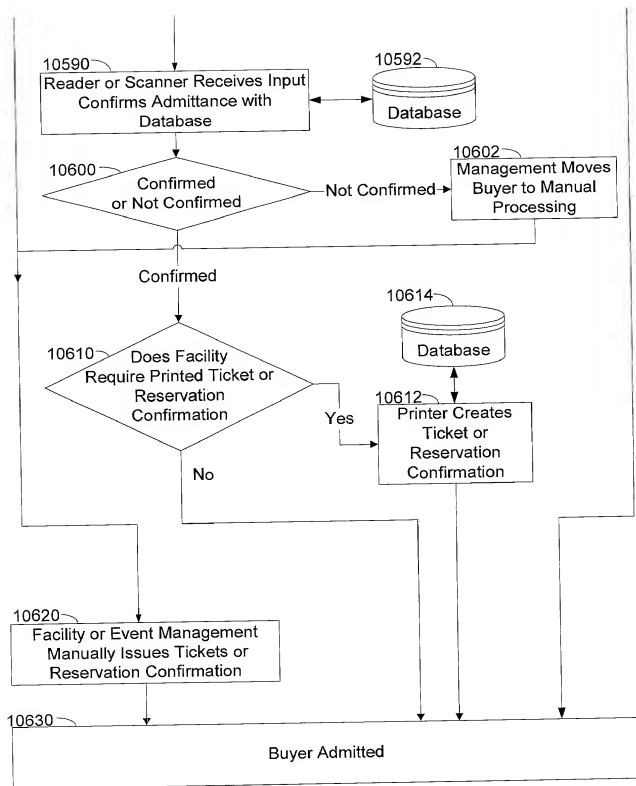 10590
Reader or Scanner Receives Input
Confirms Admittance with
Database
10592
Database
10600
Confirmed
or Not Confirmed
Not Confirmed
10602
Management Moves
Buyer to Manual
Processing
Confirmed
10610
Does Facility
Require Printed Ticket or
Reservation
Confirmation
10614
Database
Yes
10612
Printer Creates
Ticket or
Reservation
Confirmation
No
10620
Facility or Event Management
Manually Issues Tickets or
Reservation Confirmation
10630
Buyer Admitted